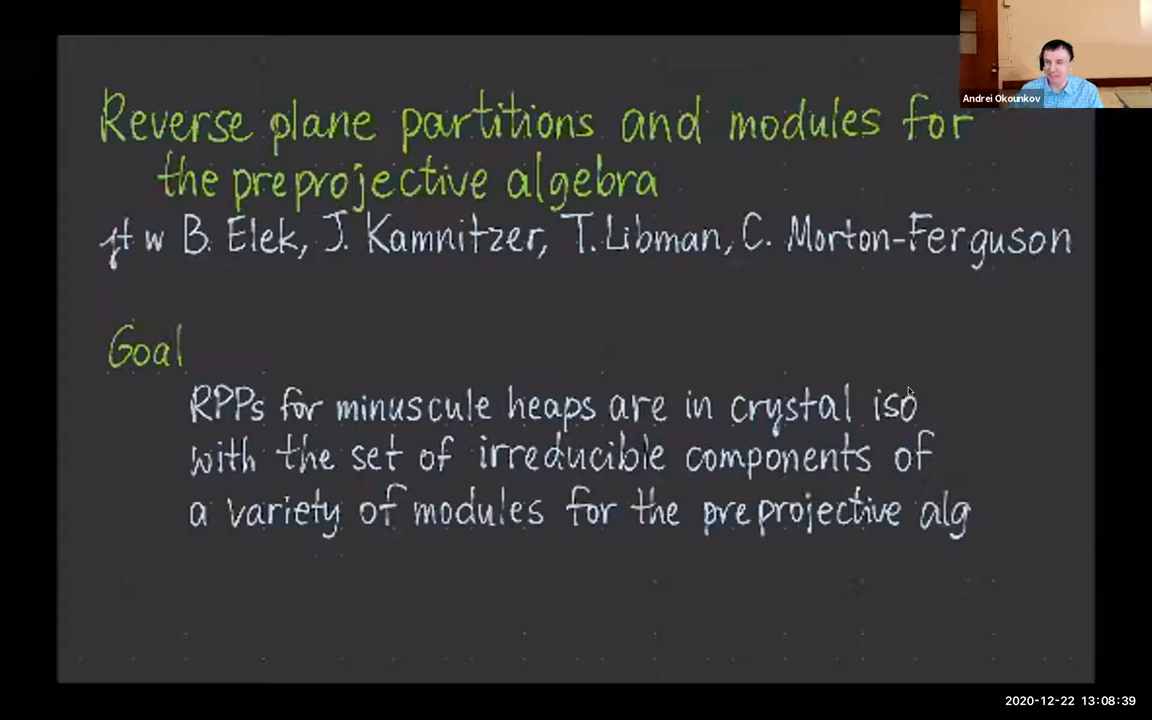 Andrei Okounkov
Reverse plane partitions and modules for
the preprojective algebra
jt w B. Elek, J. Kamnitzer, T. Libman, C. Morton-Ferguson
Goal
RPPs for minuscule heaps are in crystal iso
with the set of irreducible components of
a variety of modules for the preprojective alg
2020-12-22 13:08:39